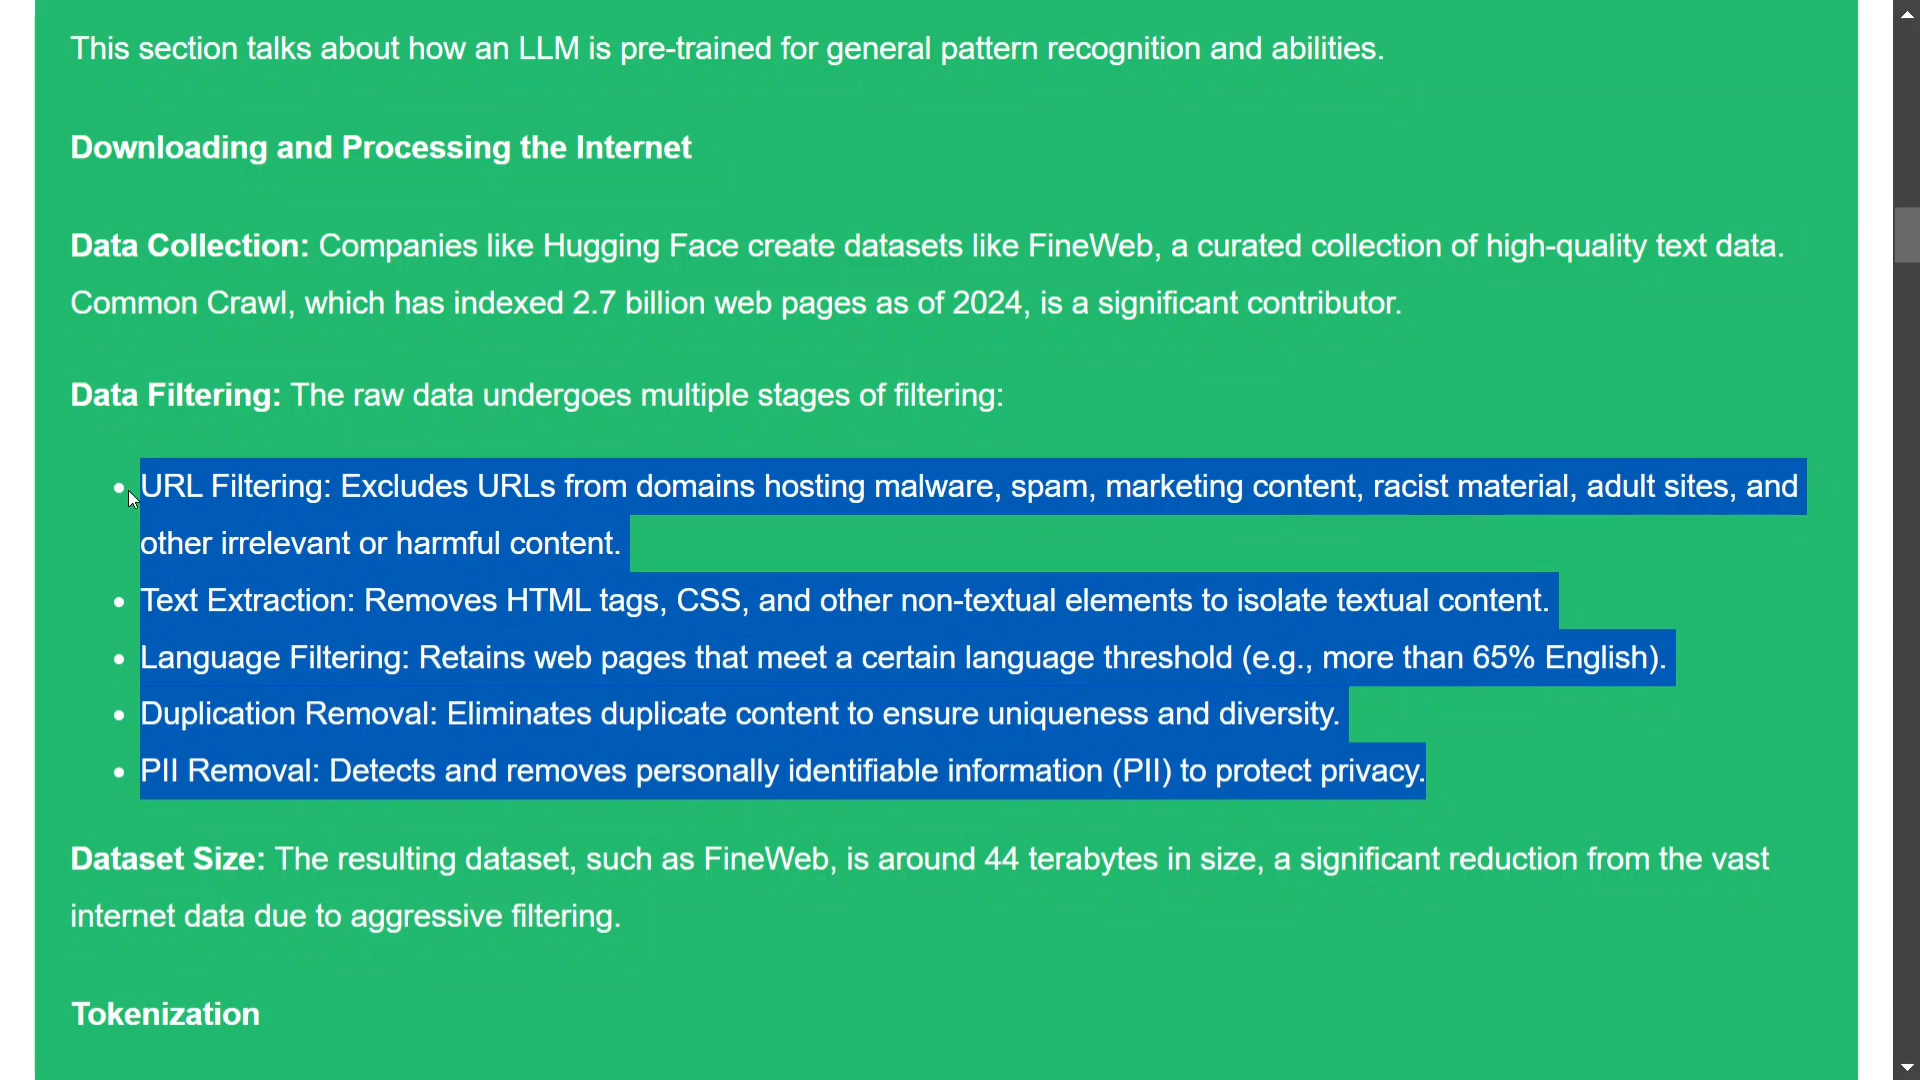 This section talks about how an LLM is pre-trained for general pattern recognition and abilities.
Downloading and Processing the Internet
Data Collection: Companies like Hugging Face create datasets like FineWeb, a curated collection of high-quality text data.
Common Crawl, which has indexed 2.7 billion web pages as of 2024, is a significant contributor.
Data Filtering: The raw data undergoes multiple stages of filtering:
• URL Filtering: Excludes URLs from domains hosting malware, spam, marketing content, racist material, adult sites, and
other irrelevant or harmful content.
• Text Extraction: Removes HTML tags, CSS, and other non-textual elements to isolate textual content.
• Language Filtering: Retains web pages that meet a certain language threshold (e.g., more than 65% English).
• Duplication Removal: Eliminates duplicate content to ensure uniqueness and diversity.
• PII Removal: Detects and removes personally identifiable information (PII) to protect privacy.
Dataset Size: The resulting dataset, such as FineWeb, is around 44 terabytes in size, a significant reduction from the vast
internet data due to aggressive filtering.
Tokenization